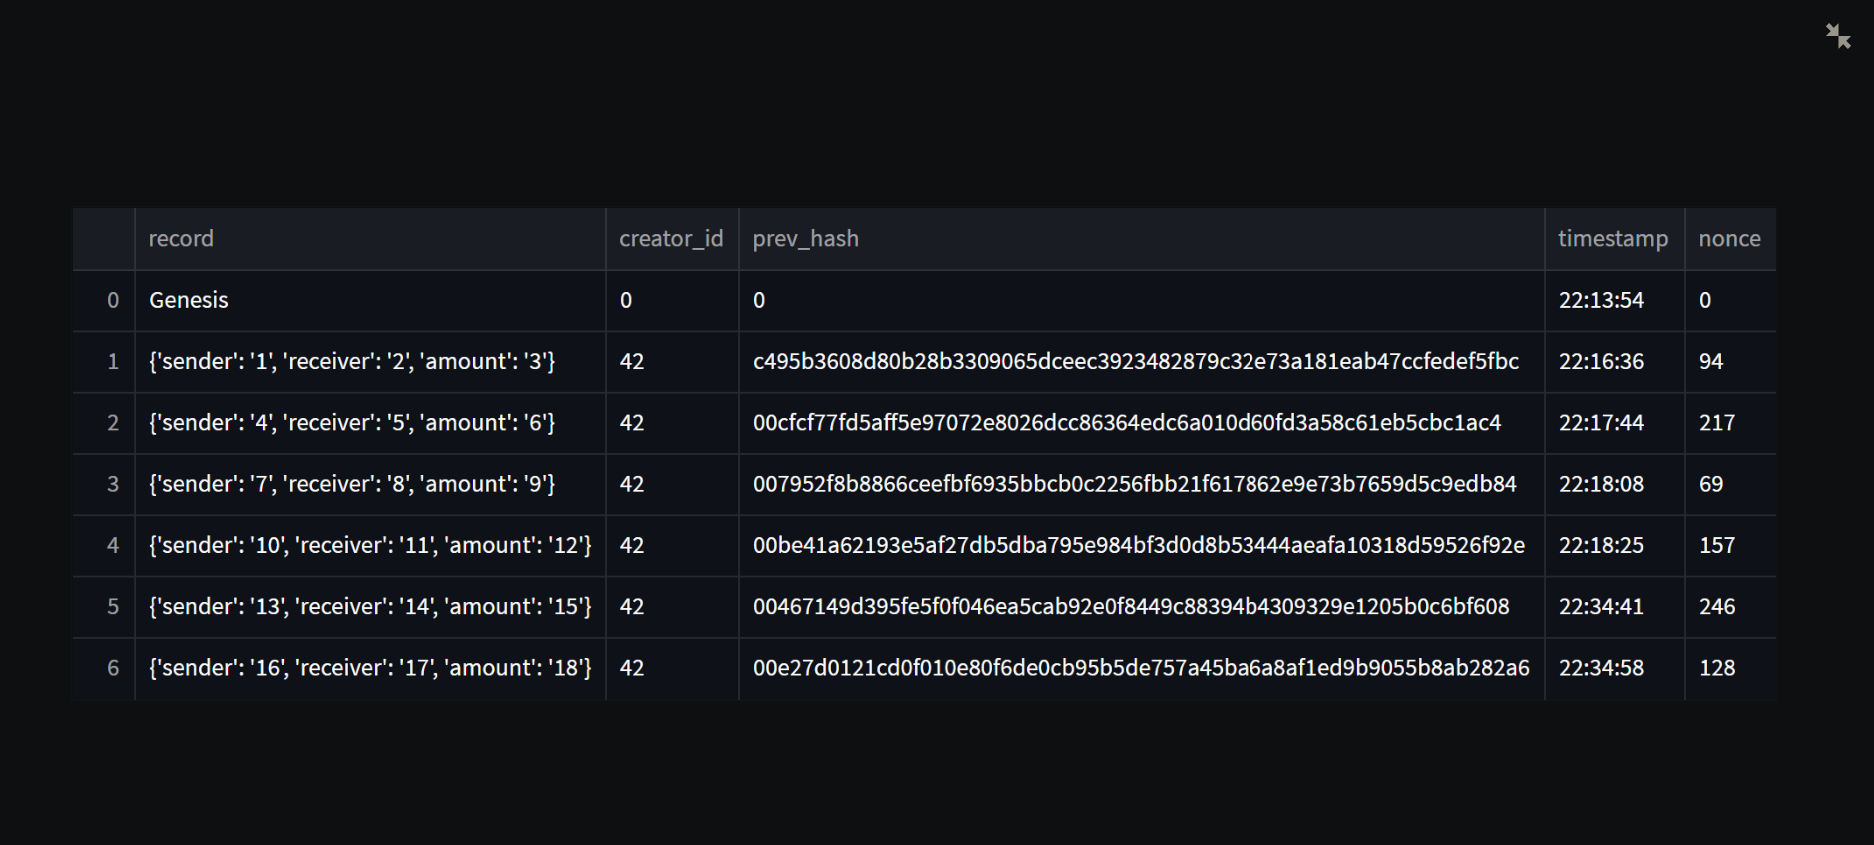 record creator_id prev_hash timestamp nonce
0 Genesis 0 0 22:13:54 0
1 {'sender': '1', 'receiver': '2', 'amount': '3'} 42 c495b3608d80b28b3309065dceec3923482879c32e73a181eab47ccfedef5fbc 22:16:36 94
2 {'sender': '4', 'receiver': '5', 'amount': '6'} 42 00cfcf77fd5aff5e97072e8026dcc86364edc6a010d60fd3a58c61eb5cbc1ac4 22:17:44 217
3 {'sender': '7', 'receiver': '8', 'amount': '9'} 42 007952f8b8866ceefbf6935bbcb0c2256fbb21f617862e9e73b7659d5c9edb84 22:18:08 69
4 {'sender': '10', 'receiver': '11', 'amount': '12'} 42 00be41a62193e5af27db5dba795e984bf3d0d8b53444aeafa10318d59526f92e 22:18:25 157
5 {'sender': '13', 'receiver': '14', 'amount': '15'} 42 00467149d395fe5f0f046ea5cab92e0f8449c88394b4309329e1205b0c6bf608 22:34:41 246
6 {'sender': '16', 'receiver': '17', 'amount': '18'} 42 00e27d0121cd0f010e80f6de0cb95b5de757a45ba6a8af1ed9b9055b8ab282a6 22:34:58 128